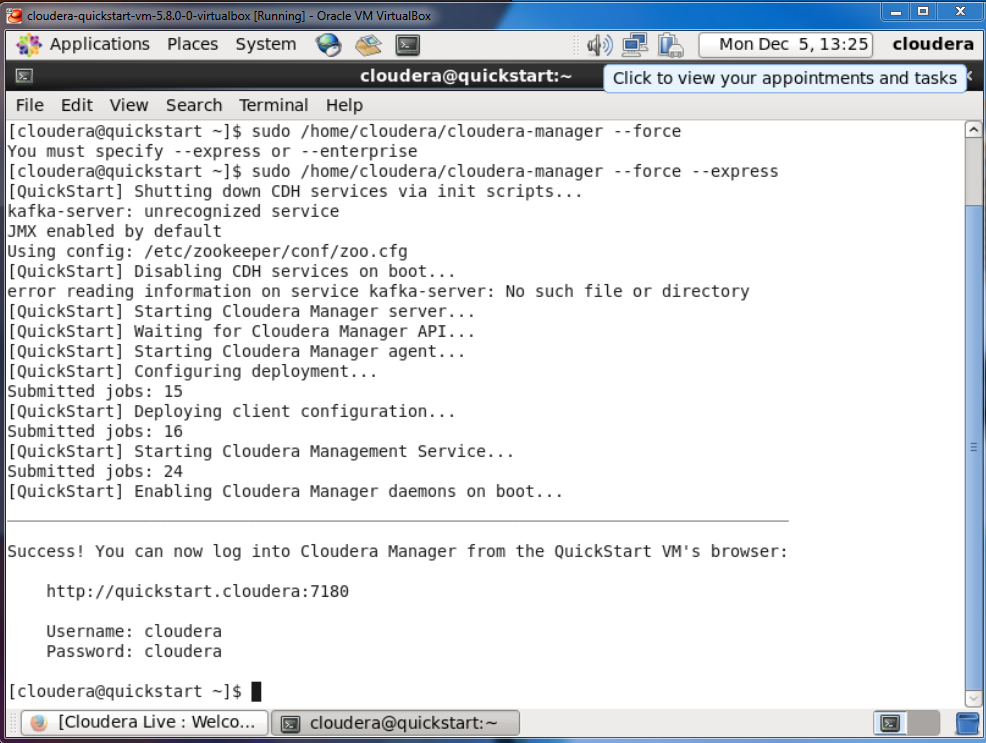 cloudera-quickstart-vm-5.8.0-0-virtualbox [Running] - Oracle VM VirtualBox
Applications Places System Mon Dec 5, 13:25 cloudera
cloudera@quickstart:~
Click to view your appointments and tasks
File Edit View Search Terminal Help
[cloudera@quickstart ~]$ sudo /home/cloudera/cloudera-manager --force
You must specify --express or --enterprise
[cloudera@quickstart ~]$ sudo /home/cloudera/cloudera-manager --force --express
[QuickStart] Shutting down CDH services via init scripts...
kafka-server: unrecognized service
JMX enabled by default
Using config: /etc/zookeeper/conf/zoo.cfg
[QuickStart] Disabling CDH services on boot...
error reading information on service kafka-server: No such file or directory
[QuickStart] Starting Cloudera Manager server...
[QuickStart] Waiting for Cloudera Manager API...
[QuickStart] Starting Cloudera Manager agent...
[QuickStart] Configuring deployment...
Submitted jobs: 15
[QuickStart] Deploying client configuration...
Submitted jobs: 16
[QuickStart] Starting Cloudera Management Service...
Submitted jobs: 24
[QuickStart] Enabling Cloudera Manager daemons on boot...
Success! You can now log into Cloudera Manager from the QuickStart VM's browser:
http://quickstart.cloudera:7180
Username: cloudera
Password: cloudera
[cloudera@quickstart ~]$
[Cloudera Live : Welco... cloudera@quickstart:~